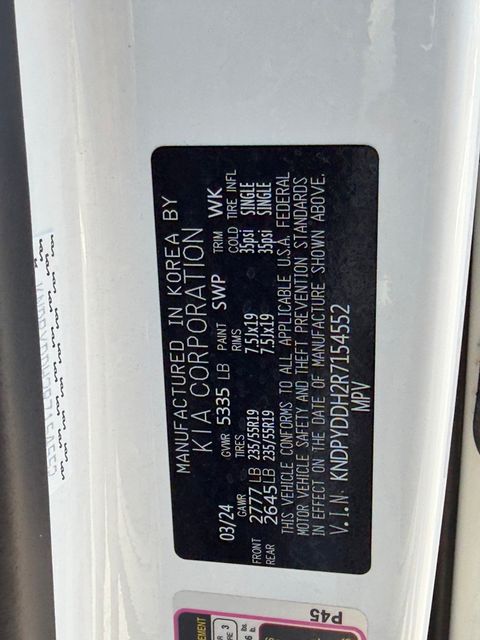 MANUFACTURED IN KOREA BY
KIA CORPORATION
03/24 GVWR 5335 LB PAINT SWP TRIM WK
GAWR TIRES RIMS COLD TIRE INFL
FRONT 2777 LB 235/55R19 7.5Jx19 35psi SINGLE
REAR 2645 LB 235/55R19 7.5Jx19 35psi SINGLE
THIS VEHICLE CONFORMS TO ALL APPLICABLE U.S.A. FEDERAL
MOTOR VEHICLE SAFETY AND THEFT PREVENTION STANDARDS
IN EFFECT ON THE DATE OF MANUFACTURE SHOWN ABOVE.
V.I.N. KNDPYDDH2R7154552
MPV
P45